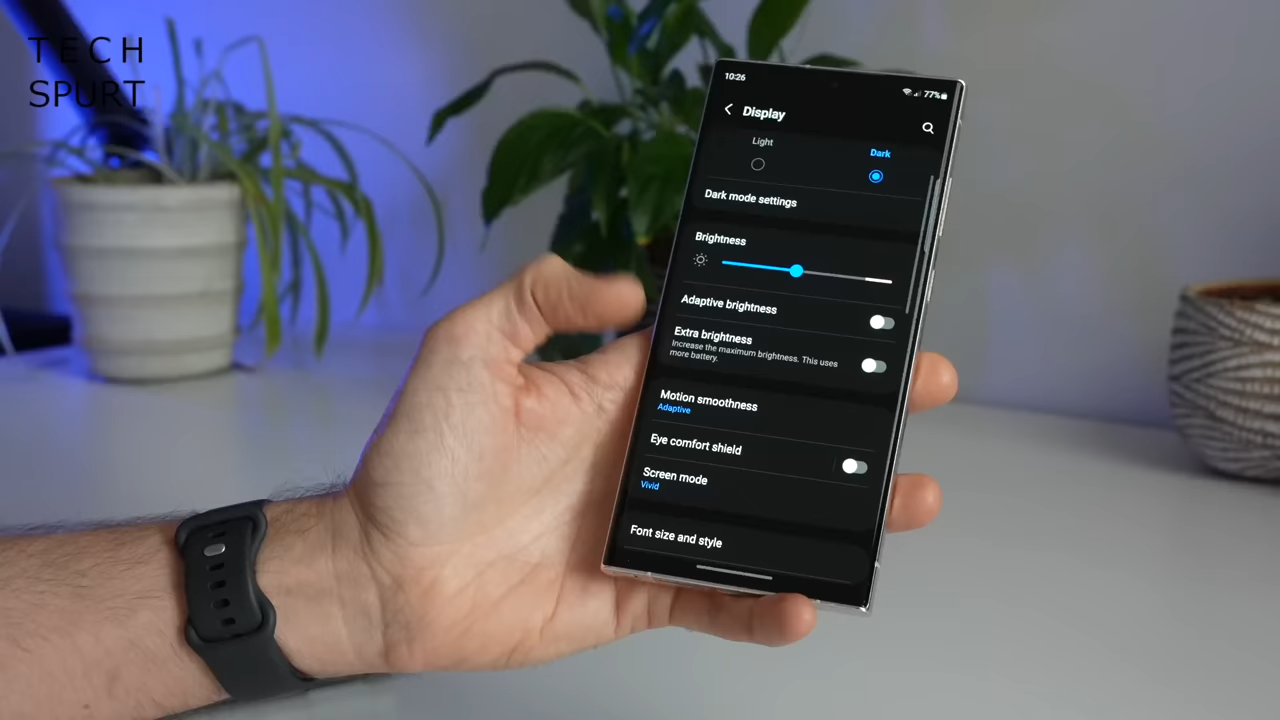 TECH
SPURT
10:26
77%
Display
Light
Dark
Dark mode settings
Brightness
Adaptive brightness
Extra brightness
Increase the maximum brightness. This uses
more battery.
Motion smoothness
Adaptive
Eye comfort shield
Screen mode
Vivid
Font size and style